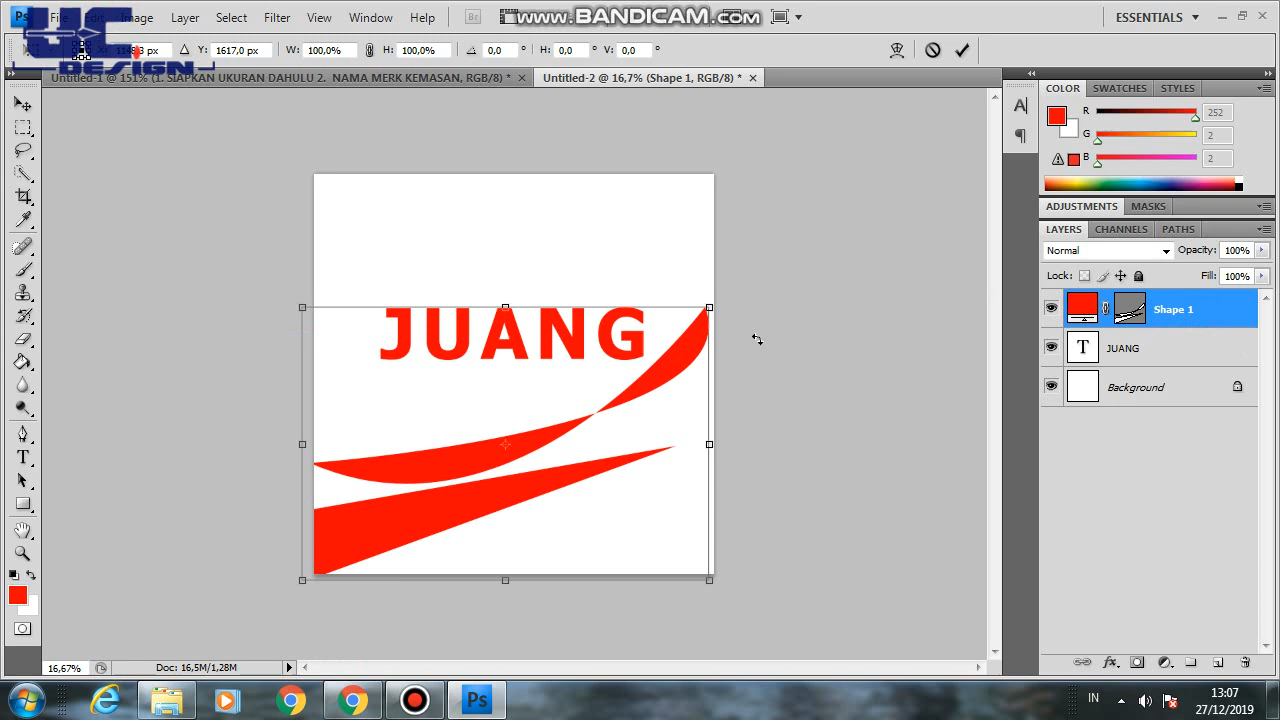 File Edit Image Layer Select Filter View Window Help
www.BANDICAM.com
Br
ESSENTIALS
UC
DESIGN
Y: 1617,0 px W: 100,0% H: 100,0% 0,0 ° H: 0,0 ° V: 0,0 °
Untitled-1 @ 151% (1. SIAPKAN UKURAN DAHULU 2. NAMA MERK KEMASAN, RGB/8) *
Untitled-2 @ 16,7% (Shape 1, RGB/8) *
COLOR SWATCHES STYLES
R 252
G 2
B 2
ADJUSTMENTS MASKS
LAYERS CHANNELS PATHS
Normal Opacity: 100%
Lock: Fill: 100%
Shape 1
T JUANG
Background
JUANG
16,67% Doc: 16,5M/1,28M
Ps
IN
13:07
27/12/2019